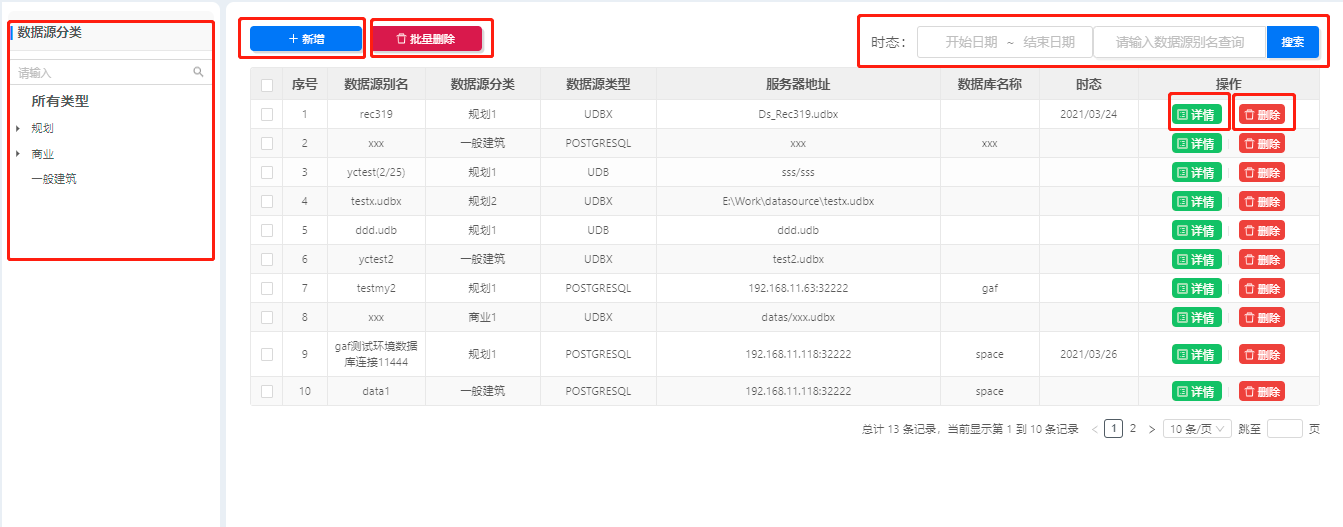 数据源分类
请输入
所有类型
规划
商业
一般建筑
+ 新增 批量删除 时态： 开始日期 ~ 结束日期 请输入数据源别名查询 搜索
序号 数据源别名 数据源分类 数据源类型 服务器地址 数据库名称 时态 操作
1 rec319 规划1 UDBX Ds_Rec319.udbx 2021/03/24 详情 删除
2 xxx 一般建筑 POSTGRESQL xxx xxx 详情 删除
3 yctest(2/25) 规划1 UDB sss/sss 详情 删除
4 testx.udbx 规划2 UDBX E:\Work\datasource\testx.udbx 详情 删除
5 ddd.udb 规划1 UDB ddd.udb 详情 删除
6 yctest2 一般建筑 UDBX test2.udbx 详情 删除
7 testmy2 规划1 POSTGRESQL 192.168.11.63:32222 gaf 详情 删除
8 xxx 商业1 UDBX datas/xxx.udbx 详情 删除
9 gaf测试环境数据
库连接11444 规划1 POSTGRESQL 192.168.11.118:32222 space 2021/03/26 详情 删除
10 data1 一般建筑 POSTGRESQL 192.168.11.118:32222 space 详情 删除
总计 13 条记录，当前显示第 1 到 10 条记录 < 1 2 > 10 条/页 跳至 页